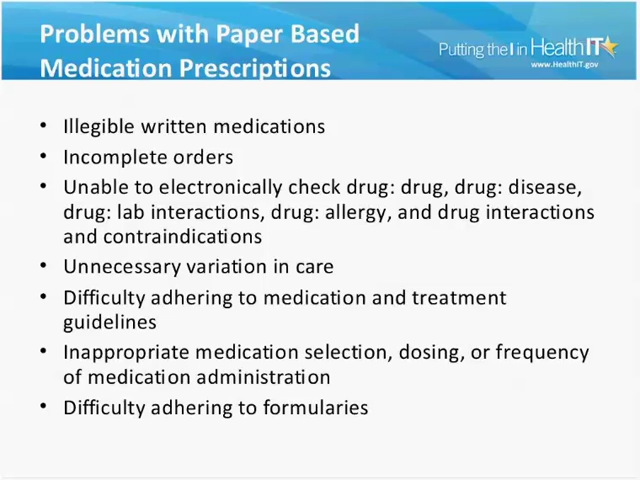 Problems with Paper Based
Medication Prescriptions
Putting the I in HealthIT
www.HealthIT.gov
• Illegible written medications
• Incomplete orders
• Unable to electronically check drug: drug, drug: disease,
drug: lab interactions, drug: allergy, and drug interactions
and contraindications
• Unnecessary variation in care
• Difficulty adhering to medication and treatment
guidelines
• Inappropriate medication selection, dosing, or frequency
of medication administration
• Difficulty adhering to formularies